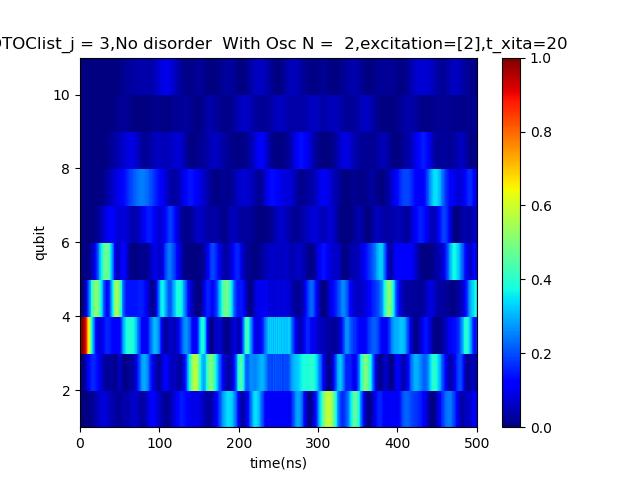 TOClist_j = 3,No disorder  With Osc N =  2,excitation=[2],t_xita=20
1.0
10
0.8
8
qubit
0.6
6
0.4
4
0.2
2
0.0
0 100 200 300 400 500
time(ns)